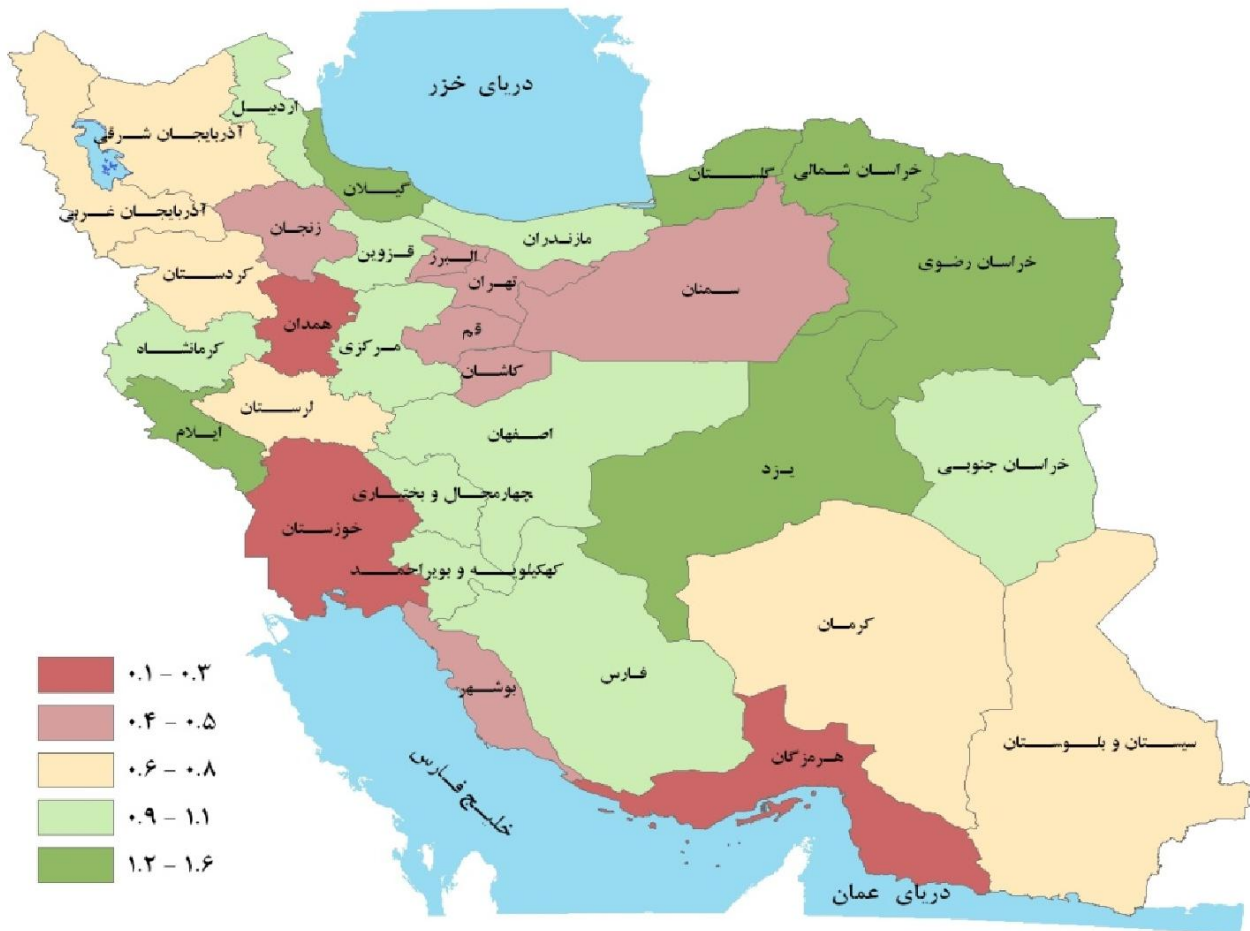 دریای خزر
اردبیل
آذربایجان شرقی
گیلان
گلستان
خراسان شمالی
آذربایجان غربی
زنجان
مازندران
قزوین
البرز
خراسان رضوی
کردستان
تهران
سمنان
همدان
قم
مرکزی
کرمانشاه
کاشان
لرستان
ایلام
اصفهان
یزد
خراسان جنوبی
چهارمحال و بختیاری
خوزستان
کهکیلویه و بویراحمد
کرمان
فارس
بوشهر
سیستان و بلوچستان
هرمزگان
خلیج فارس
دریای عمان
۰.۱ - ۰.۳
۰.۴ - ۰.۵
۰.۶ - ۰.۸
۰.۹ - ۱.۱
۱.۲ - ۱.۶